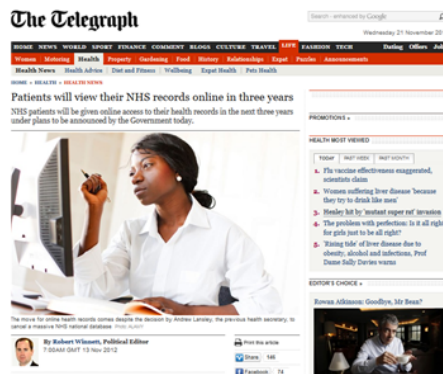 The Telegraph
Search - enhanced by Google
Wednesday 21 November 20
HOME NEWS WORLD SPORT FINANCE COMMENT BLOGS CULTURE TRAVEL LIFE FASHION TECH Dating Offers Job
Women Motoring Health Property Gardening Food History Relationships Expat Puzzles Announcements
Health News Health Advice Diet and Fitness Wellbeing Expat Health Pets Health
HOME » HEALTH » HEALTH NEWS
Patients will view their NHS records online in three years
NHS patients will be given online access to their health records in the next three years
under plans to be announced by the Government today.
The move for online health records comes despite the decision by Andrew Lansley, the previous health secretary, to
cancel a massive NHS national database. Photo: ALAMY
By Robert Winnett, Political Editor
7:00AM GMT 13 Nov 2012
Print this article
Share 146
Facebook 74
PROMOTIONS »
HEALTH MOST VIEWED
TODAY PAST WEEK PAST MONTH
1. Flu vaccine effectiveness exaggerated,
scientists claim
2. Women suffering liver disease 'because
they try to drink like men'
3. Henley hit by 'mutant super rat' invasion
4. The problem with perfection: Is it all right
for girls just to be all right?
5. 'Rising tide' of liver disease due to
obesity, alcohol and infections, Prof
Dame Sally Davies warns
EDITOR'S CHOICE »
Rowan Atkinson: Goodbye, Mr Bean?